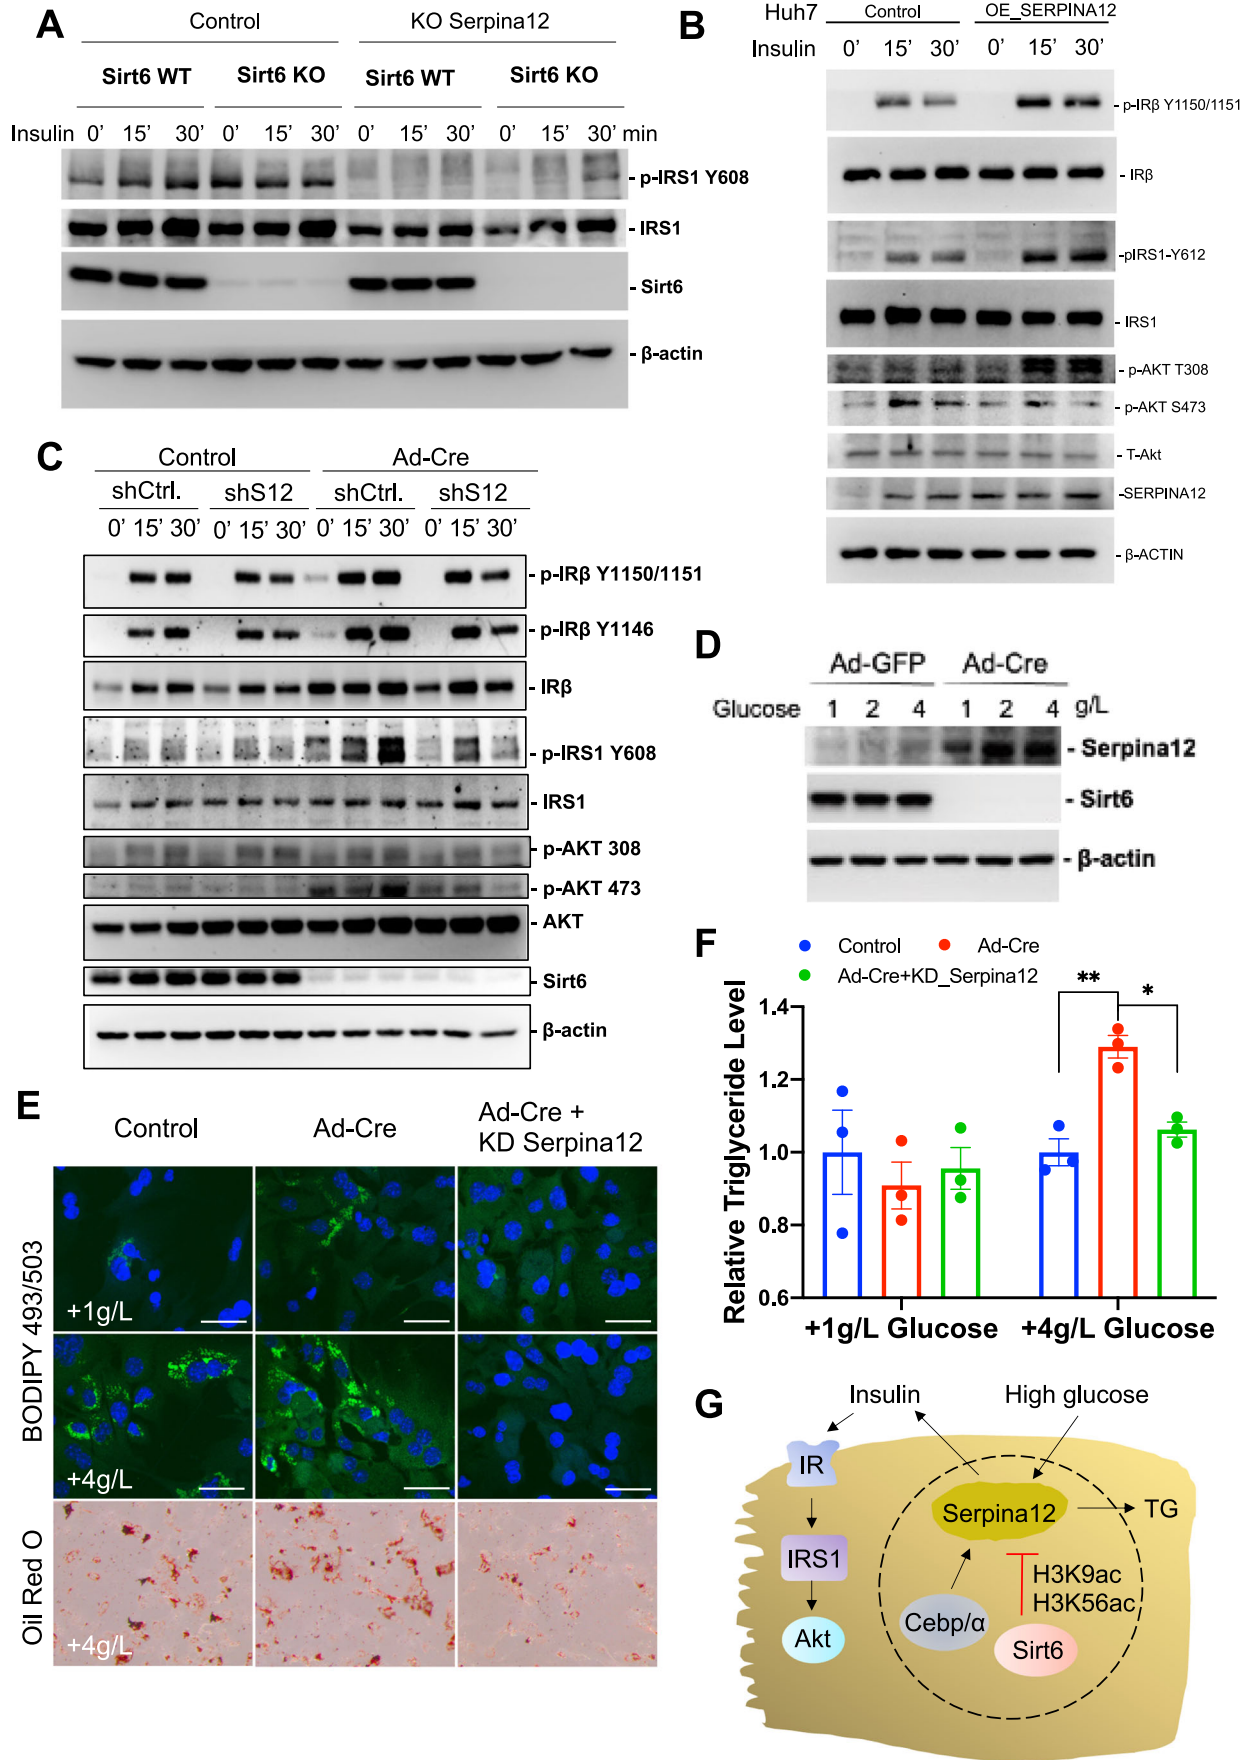 A
Control KO Serpina12
Sirt6 WT Sirt6 KO Sirt6 WT Sirt6 KO
Insulin 0' 15' 30' 0' 15' 30' 0' 15' 30' 0' 15' 30' min
- p-IRS1 Y608
- IRS1
- Sirt6
- β-actin
B
Huh7 Control OE_SERPINA12
Insulin 0' 15' 30' 0' 15' 30'
- p-IRβ Y1150/1151
- IRβ
-pIRS1-Y612
- IRS1
- p-AKT T308
- p-AKT S473
- T-Akt
-SERPINA12
- β-ACTIN
C
Control Ad-Cre
shCtrl. shS12 shCtrl. shS12
0' 15' 30' 0' 15' 30' 0' 15' 30' 0' 15' 30'
- p-IRβ Y1150/1151
- p-IRβ Y1146
- IRβ
- p-IRS1 Y608
- IRS1
- p-AKT 308
- p-AKT 473
- AKT
- Sirt6
- β-actin
D
Ad-GFP Ad-Cre
Glucose 1 2 4 1 2 4 g/L
- Serpina12
- Sirt6
- β-actin
E
Control Ad-Cre Ad-Cre +
KD Serpina12
BODIPY 493/503
+1g/L
+4g/L
Oil Red O
+4g/L
F
Control Ad-Cre
Ad-Cre+KD_Serpina12
** *
Relative Triglyceride Level
1.4
1.2
1.0
0.8
0.6
+1g/L Glucose +4g/L Glucose
G
Insulin High glucose
IR
Serpina12 TG
IRS1
H3K9ac
H3K56ac
Cebp/α
Akt
Sirt6